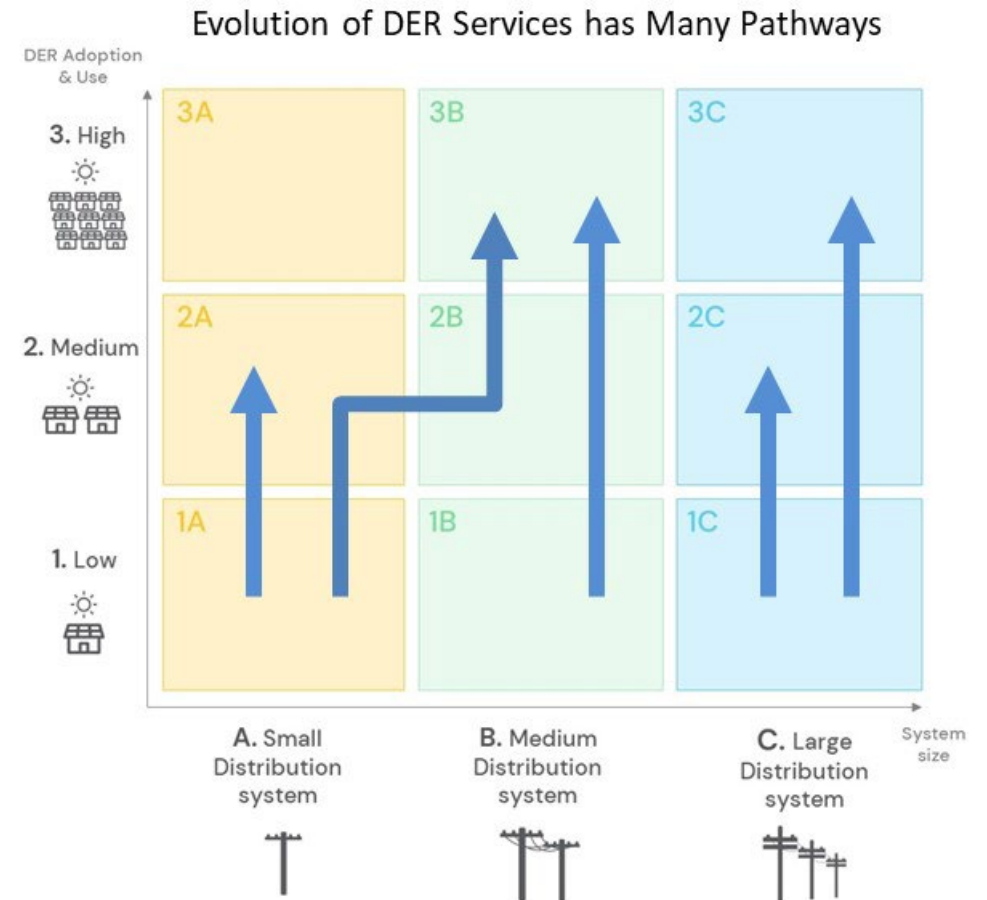 Evolution of DER Services has Many Pathways
DER Adoption
& Use
3. High
3A
3B
3C
2. Medium
2A
2B
2C
1. Low
1A
1B
1C
A. Small
Distribution
system
B. Medium
Distribution
system
C. Large
Distribution
system
System
size